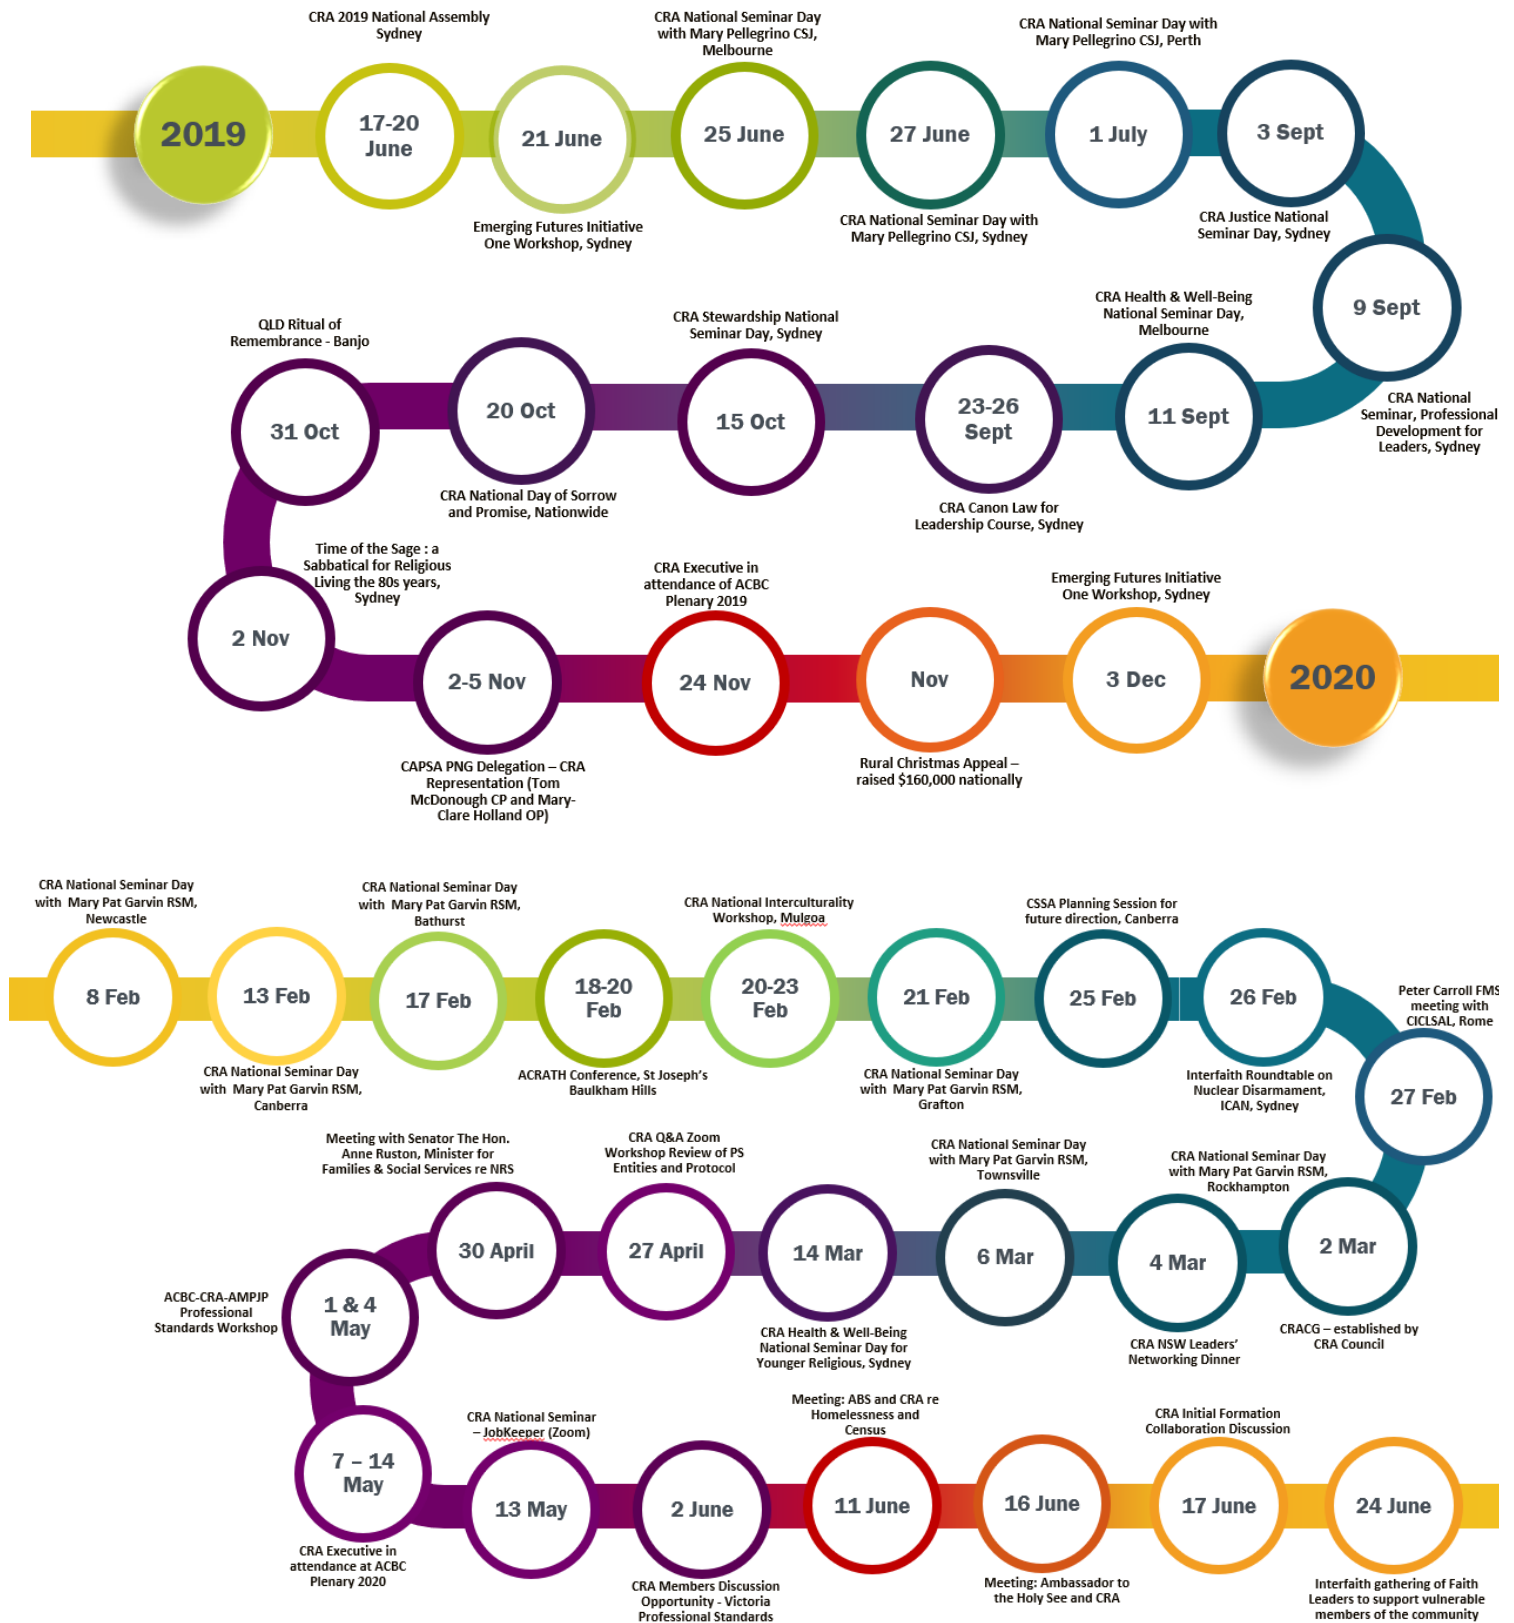 2019
CRA 2019 National Assembly
Sydney
17-20
June
21 June
Emerging Futures Initiative
One Workshop, Sydney
CRA National Seminar Day
with Mary Pellegrino CSJ,
Melbourne
25 June
27 June
CRA National Seminar Day with
Mary Pellegrino CSJ, Sydney
CRA National Seminar Day with
Mary Pellegrino CSJ, Perth
1 July
3 Sept
CRA Justice National
Seminar Day, Sydney
9 Sept
CRA National
Seminar, Professional
Development for
Leaders, Sydney
CRA Health & Well-Being
National Seminar Day,
Melbourne
11 Sept
23-26
Sept
CRA Canon Law for
Leadership Course, Sydney
CRA Stewardship National
Seminar Day, Sydney
15 Oct
20 Oct
CRA National Day of Sorrow
and Promise, Nationwide
QLD Ritual of
Remembrance - Banjo
31 Oct
Time of the Sage : a
Sabbatical for Religious
Living the 80s years,
Sydney
2 Nov
2-5 Nov
CAPSA PNG Delegation – CRA
Representation (Tom
McDonough CP and Mary-
Clare Holland OP)
CRA Executive in
attendance of ACBC
Plenary 2019
24 Nov
Nov
Rural Christmas Appeal –
raised $160,000 nationally
Emerging Futures Initiative
One Workshop, Sydney
3 Dec
2020
CRA National Seminar Day
with Mary Pat Garvin RSM,
Newcastle
8 Feb
13 Feb
CRA National Seminar Day
with Mary Pat Garvin RSM,
Canberra
CRA National Seminar Day
with Mary Pat Garvin RSM,
Bathurst
17 Feb
18-20
Feb
ACRATH Conference, St Joseph's
Baulkham Hills
CRA National Interculturality
Workshop, Mulgoa
20-23
Feb
21 Feb
CRA National Seminar Day
with Mary Pat Garvin RSM,
Grafton
CSSA Planning Session for
future direction, Canberra
25 Feb
26 Feb
Interfaith Roundtable on
Nuclear Disarmament,
ICAN, Sydney
Peter Carroll FMS
meeting with
CICLSAL, Rome
27 Feb
2 Mar
CRACG – established by
CRA Council
CRA National Seminar Day
with Mary Pat Garvin RSM,
Rockhampton
4 Mar
CRA NSW Leaders'
Networking Dinner
CRA National Seminar Day
with Mary Pat Garvin RSM,
Townsville
6 Mar
14 Mar
CRA Health & Well-Being
National Seminar Day for
Younger Religious, Sydney
CRA Q&A Zoom
Workshop Review of PS
Entities and Protocol
27 April
Meeting with Senator The Hon.
Anne Ruston, Minister for
Families & Social Services re NRS
30 April
ACBC-CRA-AMPJP
Professional
Standards Workshop
1 & 4
May
7 – 14
May
CRA Executive in
attendance at ACBC
Plenary 2020
CRA National Seminar
– JobKeeper (Zoom)
13 May
2 June
CRA Members Discussion
Opportunity - Victoria
Professional Standards
Meeting: ABS and CRA re
Homelessness and
Census
11 June
16 June
Meeting: Ambassador to
the Holy See and CRA
CRA Initial Formation
Collaboration Discussion
17 June
24 June
Interfaith gathering of Faith
Leaders to support vulnerable
members of the community